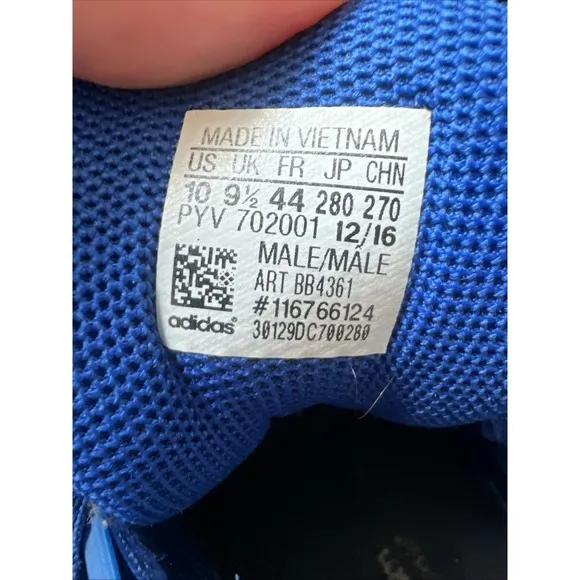 MADE IN VIETNAM
US UK FR JP CHN
10 9½ 44 280 270
PYV 702001 12/16
MALE/MÂLE
ART BB4361
#116766124
adidas® 30129DC700280